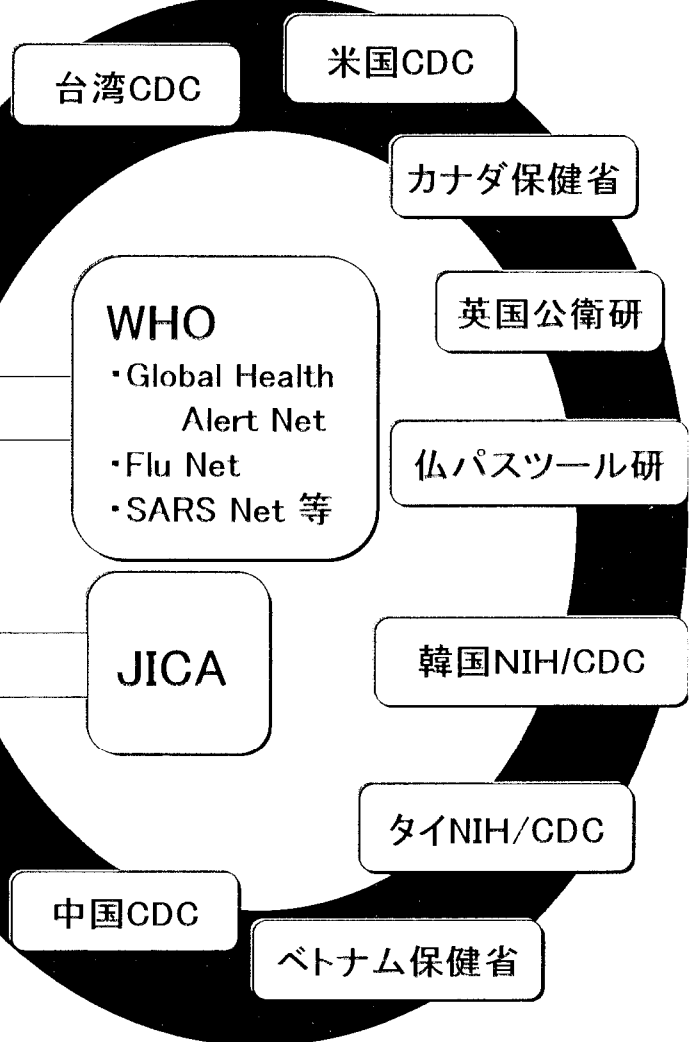 台湾CDC
米国CDC
カナダ保健省
英国公衛研
仏パスツール研
韓国NIH/CDC
タイNIH/CDC
ベトナム保健省
中国CDC
WHO
・Global Health
Alert Net
・Flu Net
・SARS Net 等
JICA